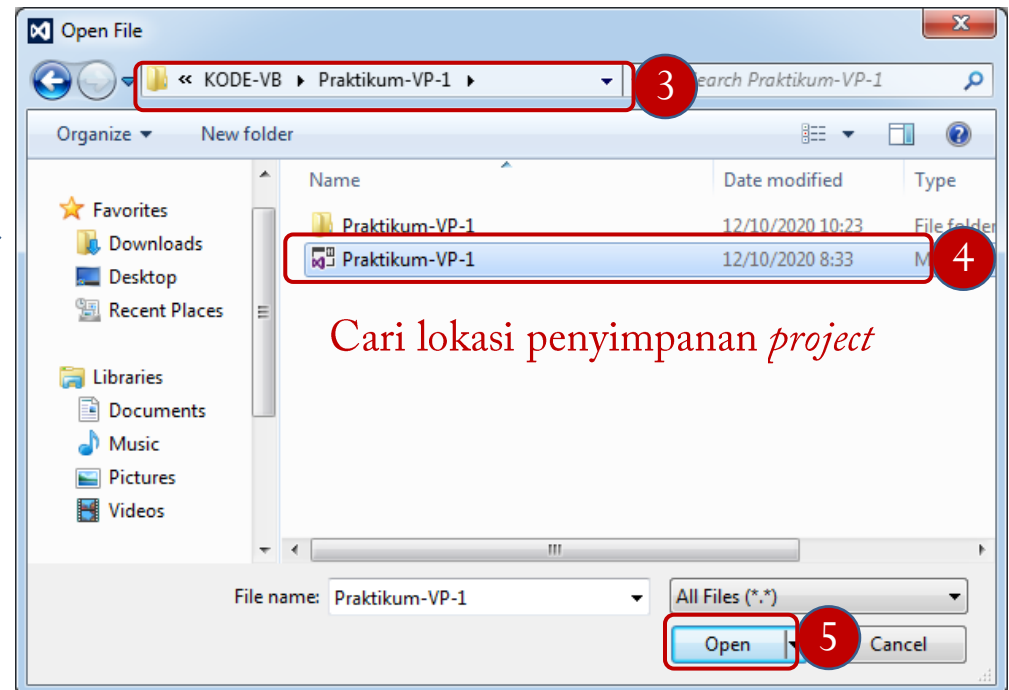 Open File
« KODE-VB Praktikum-VP-1
3
earch Praktikum-VP-1
Organize New folder
Name Date modified Type
Favorites
Praktikum-VP-1 12/10/2020 10:23 File folder
Downloads
Praktikum-VP-1 12/10/2020 8:33 M
4
Desktop
Recent Places
Cari lokasi penyimpanan project
Libraries
Documents
Music
Pictures
Videos
File name: Praktikum-VP-1 All Files (*.*)
Open 5 Cancel